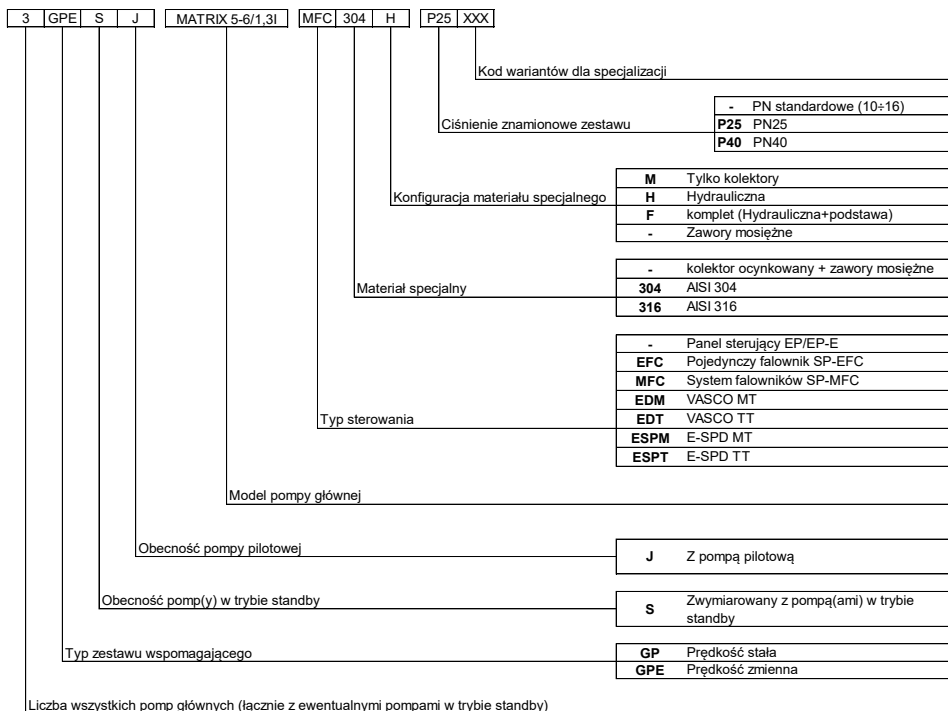 3 GPE S J MATRIX 5-6/1,3I MFC 304 H P25 XXX
Kod wariantów dla specjalizacji
Ciśnienie znamionowe zestawu
- PN standardowe (10÷16)
P25 PN25
P40 PN40
Konfiguracja materiału specjalnego
M Tylko kolektory
H Hydrauliczna
F komplet (Hydrauliczna+podstawa)
- Zawory mosiężne
Materiał specjalny
- kolektor ocynkowany + zawory mosiężne
304 AISI 304
316 AISI 316
Typ sterowania
- Panel sterujący EP/EP-E
EFC Pojedynczy falownik SP-EFC
MFC System falowników SP-MFC
EDM VASCO MT
EDT VASCO TT
ESPM E-SPD MT
ESPT E-SPD TT
Model pompy głównej
Obecność pompy pilotowej
J Z pompą pilotową
Obecność pomp(y) w trybie standby
S Zwymiarowany z pompą(ami) w trybie
standby
Typ zestawu wspomagającego
GP Prędkość stała
GPE Prędkość zmienna
Liczba wszystkich pomp głównych (łącznie z ewentualnymi pompami w trybie standby)